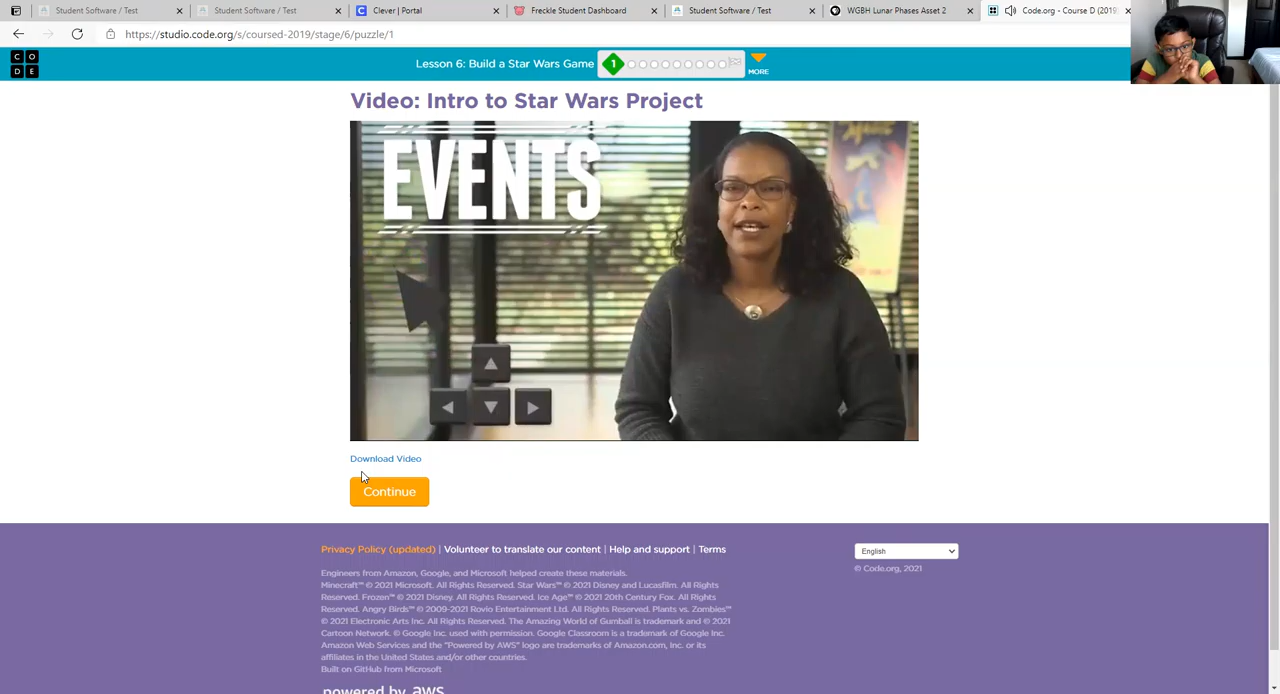 Student Software / Test
Student Software / Test
Clever | Portal
Freckle Student Dashboard
Student Software / Test
WGBH Lunar Phases Asset 2
Code.org - Course D (2019)
https://studio.code.org/s/coursed-2019/stage/6/puzzle/1
C O
D E
Lesson 6: Build a Star Wars Game
1
MORE
Video: Intro to Star Wars Project
EVENTS
Download Video
Continue
Privacy Policy (updated) | Volunteer to translate our content | Help and support | Terms
English
© Code.org, 2021
Engineers from Amazon, Google, and Microsoft helped create these materials.
Minecraft™ © 2021 Microsoft. All Rights Reserved. Star Wars™ © 2021 Disney and Lucasfilm. All Rights
Reserved. Frozen™ © 2021 Disney. All Rights Reserved. Ice Age™ © 2021 20th Century Fox. All Rights
Reserved. Angry Birds™ © 2009-2021 Rovio Entertainment Ltd. All Rights Reserved. Plants vs. Zombies™
© 2021 Electronic Arts Inc. All Rights Reserved. The Amazing World of Gumball is trademark and © 2021
Cartoon Network. © Google Inc. used with permission. Google Classroom is a trademark of Google Inc.
Amazon Web Services and the "Powered by AWS" logo are trademarks of Amazon.com, Inc. or its
affiliates in the United States and/or other countries.
Built on GitHub from Microsoft
powered by aws